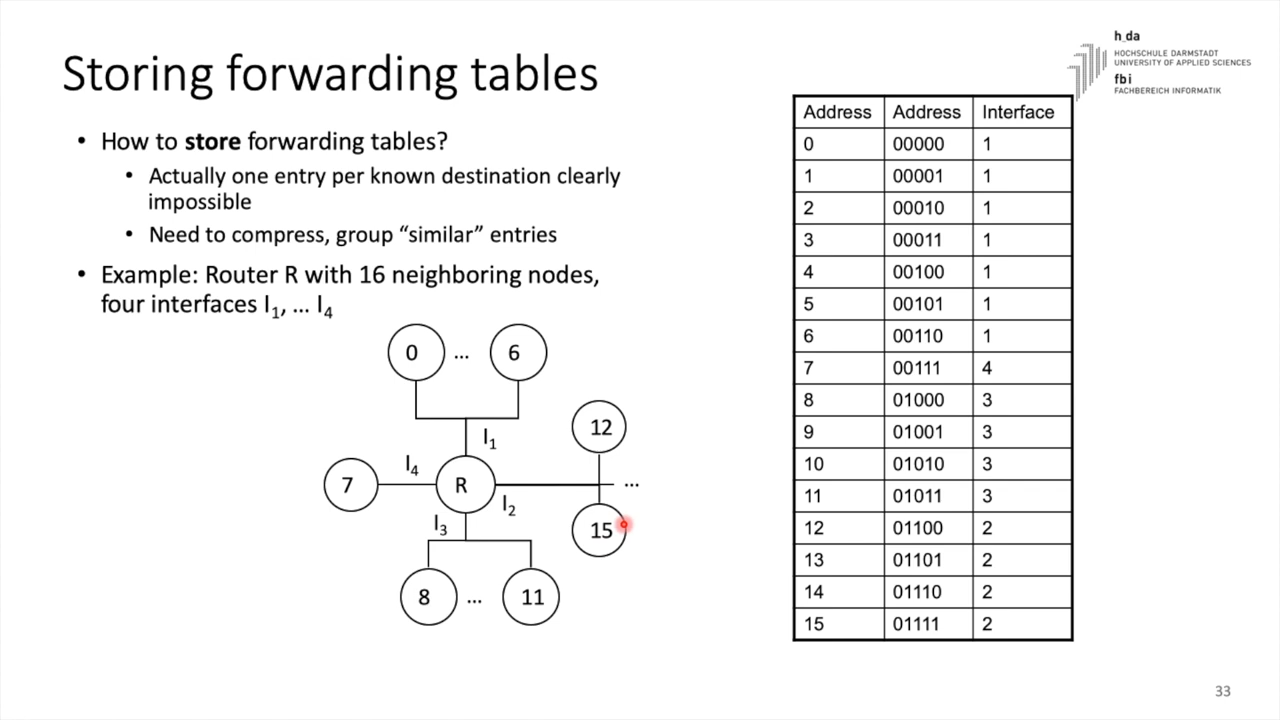 Storing forwarding tables
h_da
HOCHSCHULE DARMSTADT
UNIVERSITY OF APPLIED SCIENCES
fbi
FACHBEREICH INFORMATIK
• How to store forwarding tables?
• Actually one entry per known destination clearly
impossible
• Need to compress, group “similar” entries
• Example: Router R with 16 neighboring nodes,
four interfaces I1, … I4
0 … 6
I1
12
7 I4 R I2 …
I3
15
8 … 11
Address Address Interface
0 00000 1
1 00001 1
2 00010 1
3 00011 1
4 00100 1
5 00101 1
6 00110 1
7 00111 4
8 01000 3
9 01001 3
10 01010 3
11 01011 3
12 01100 2
13 01101 2
14 01110 2
15 01111 2
33